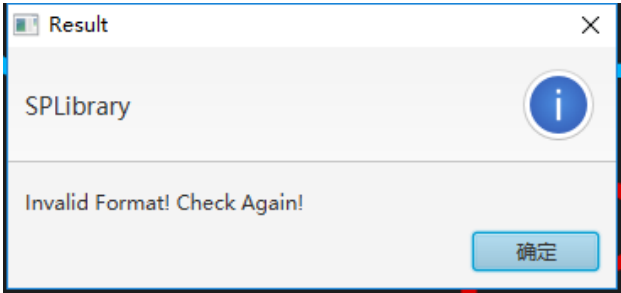 Result
SPLibrary
Invalid Format! Check Again!
确定